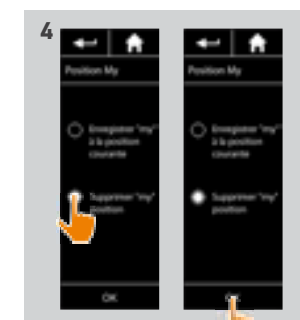 4
Position My
Enregistrer "my"
à la position
courante
Supprimer "my"
position
OK
Position My
Enregistrer "my"
à la position
courante
Supprimer "my"
position
OK